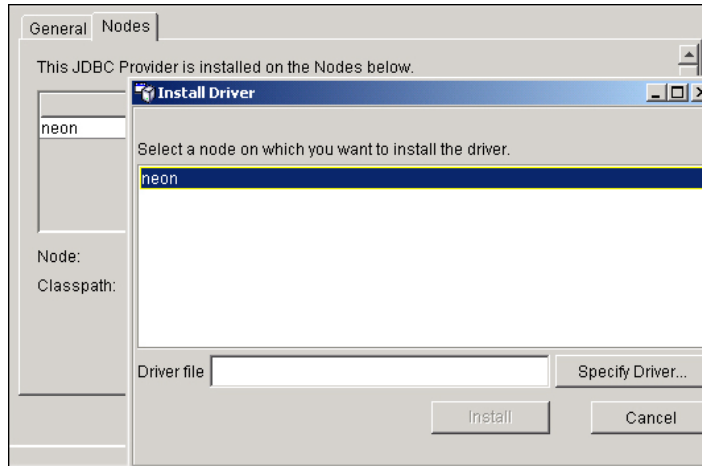 General Nodes
This JDBC Provider is installed on the Nodes below.
Install Driver
neon
Select a node on which you want to install the driver.
neon
Node:
Classpath:
Driver file Specify Driver...
Install Cancel